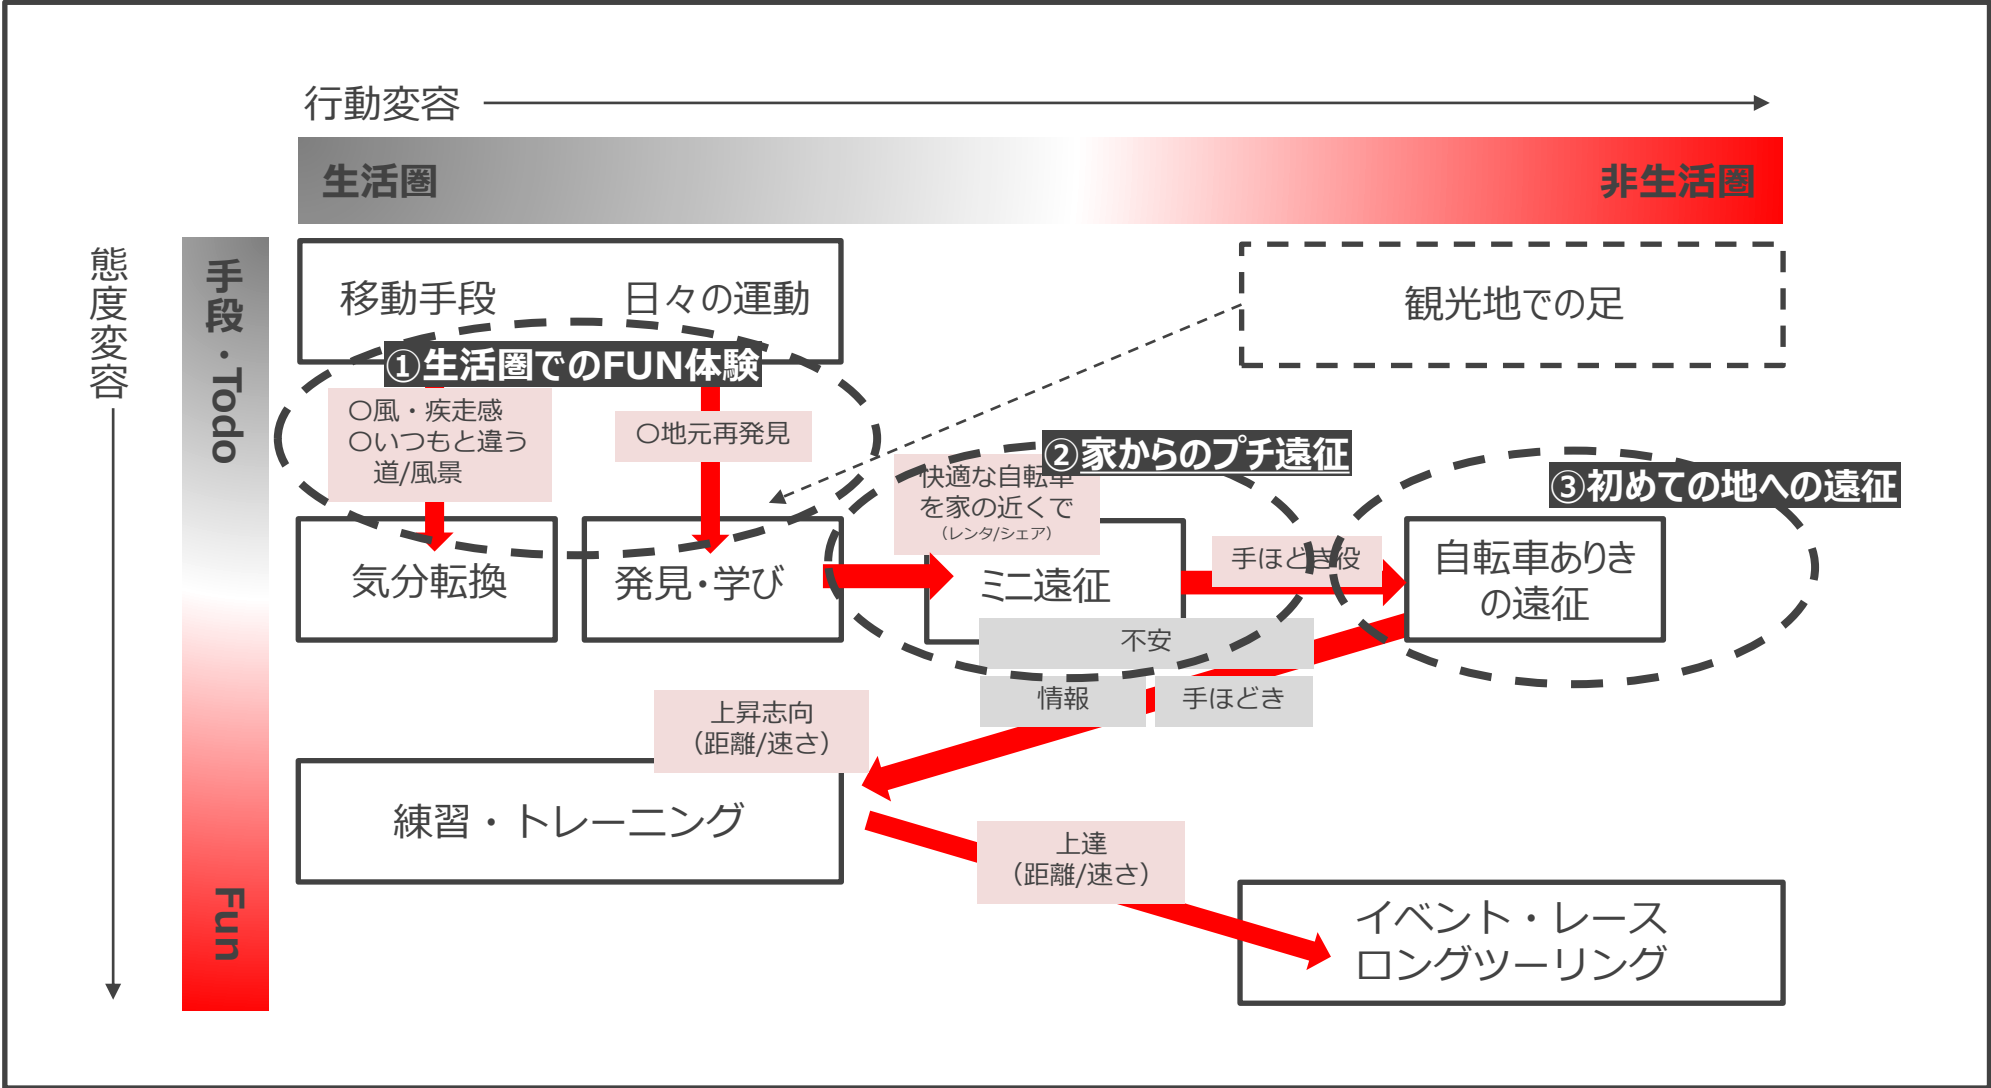 行動変容
生活圏
非生活圏
態度変容
手段・Todo
Fun
移動手段
日々の運動
観光地での足
①生活圏でのFUN体験
〇風・疾走感
〇いつもと違う
道/風景
〇地元再発見
②家からのプチ遠征
快適な自転車
を家の近くで
（レンタ/シェア）
③初めての地への遠征
気分転換
発見・学び
ミニ遠征
手ほどき役
自転車ありき
の遠征
不安
情報
手ほどき
上昇志向
（距離/速さ）
練習・トレーニング
上達
（距離/速さ）
イベント・レース
ロングツーリング